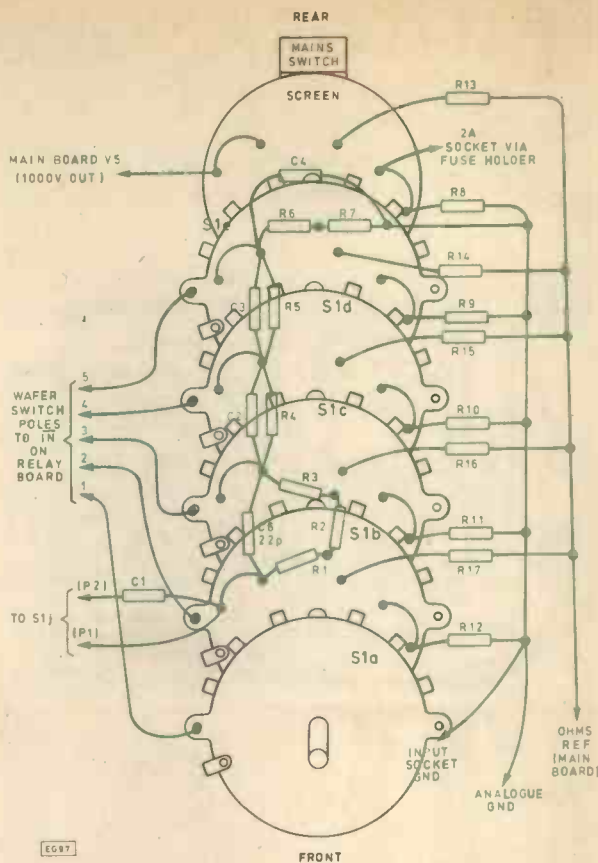 REAR
MAINS
SWITCH
SCREEN
R13
MAIN BOARD V5
(1000V OUT)
2A
SOCKET VIA
FUSE HOLDER
C4
R8
R6
R7
R14
C3
R5
S1d
R9
R15
5
WAFER
SWITCH
POLES
TO IN
ON
RELAY
BOARD
4
3
2
1
C2
R4
S1c
R10
R16
R3
R2
C6
22p
S1b
R11
R17
R1
(P2)
C1
TO S1j
(P1)
R12
S1a
INPUT
SOCKET
GND
ANALOGUE
GND
OHMS
REF
(MAIN
BOARD)
EG87
FRONT